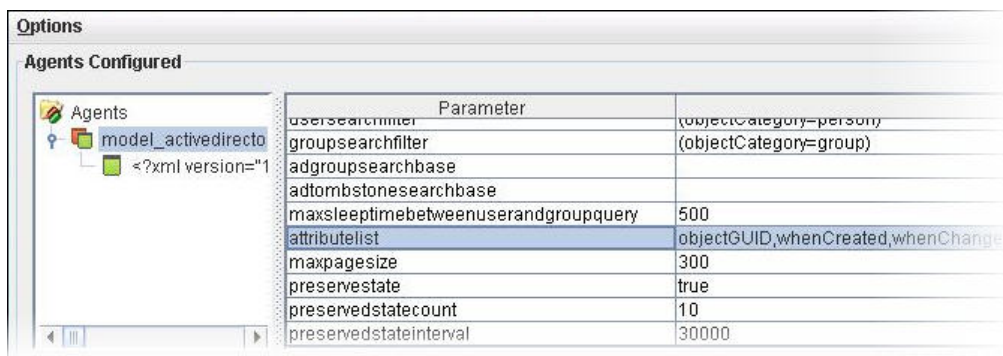 Options
Agents Configured
Agents
model_activedirecto
<?xml version="1
Parameter
usersearchfilter (objectCategory=person)
groupsearchfilter (objectCategory=group)
adgroupsearchbase
adtombstonesearchbase
maxsleeptimebetweenuserandgroupquery 500
attributelist objectGUID,whenCreated,whenChange
maxpagesize 300
preservestate true
preservedstatecount 10
preservedstateinterval 30000